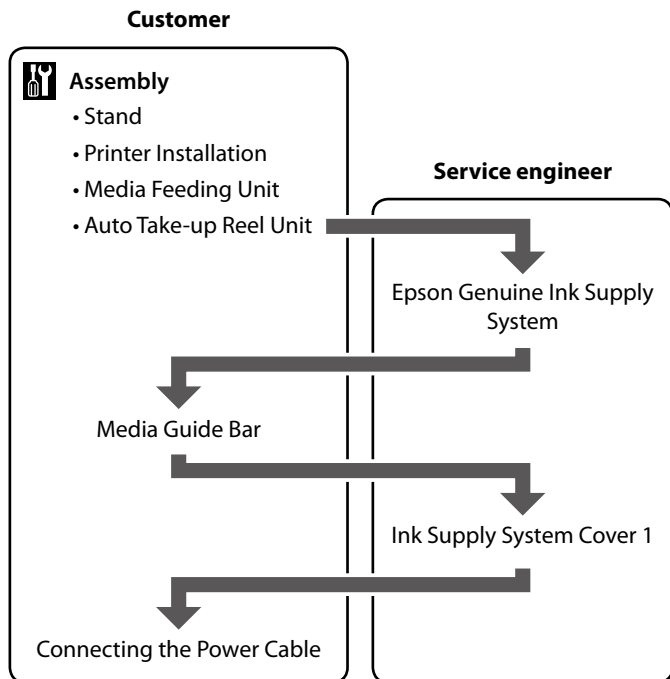 Customer
Assembly
• Stand
• Printer Installation
• Media Feeding Unit
• Auto Take-up Reel Unit
Service engineer
Epson Genuine Ink Supply
System
Media Guide Bar
Ink Supply System Cover 1
Connecting the Power Cable